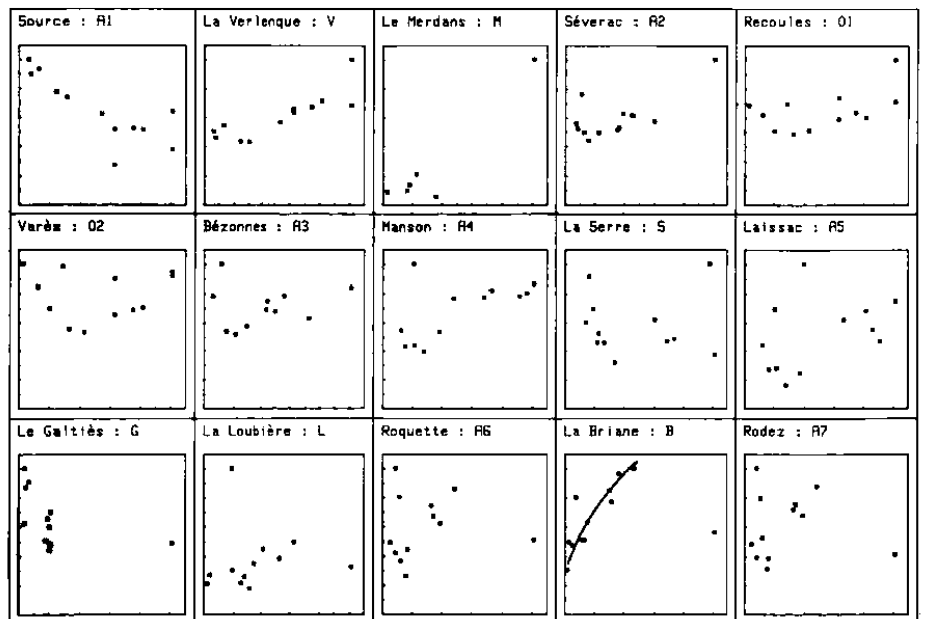 Source : A1
La Verlenque : V
Le Merdans : M
Séverac : A2
Recoules : O1
Varès : O2
Bézonnes : A3
Manson : A4
La Serre : S
Laissac : A5
Le Galtiès : G
La Loubière : L
Roquette : A6
La Briane : B
Rodez : A7